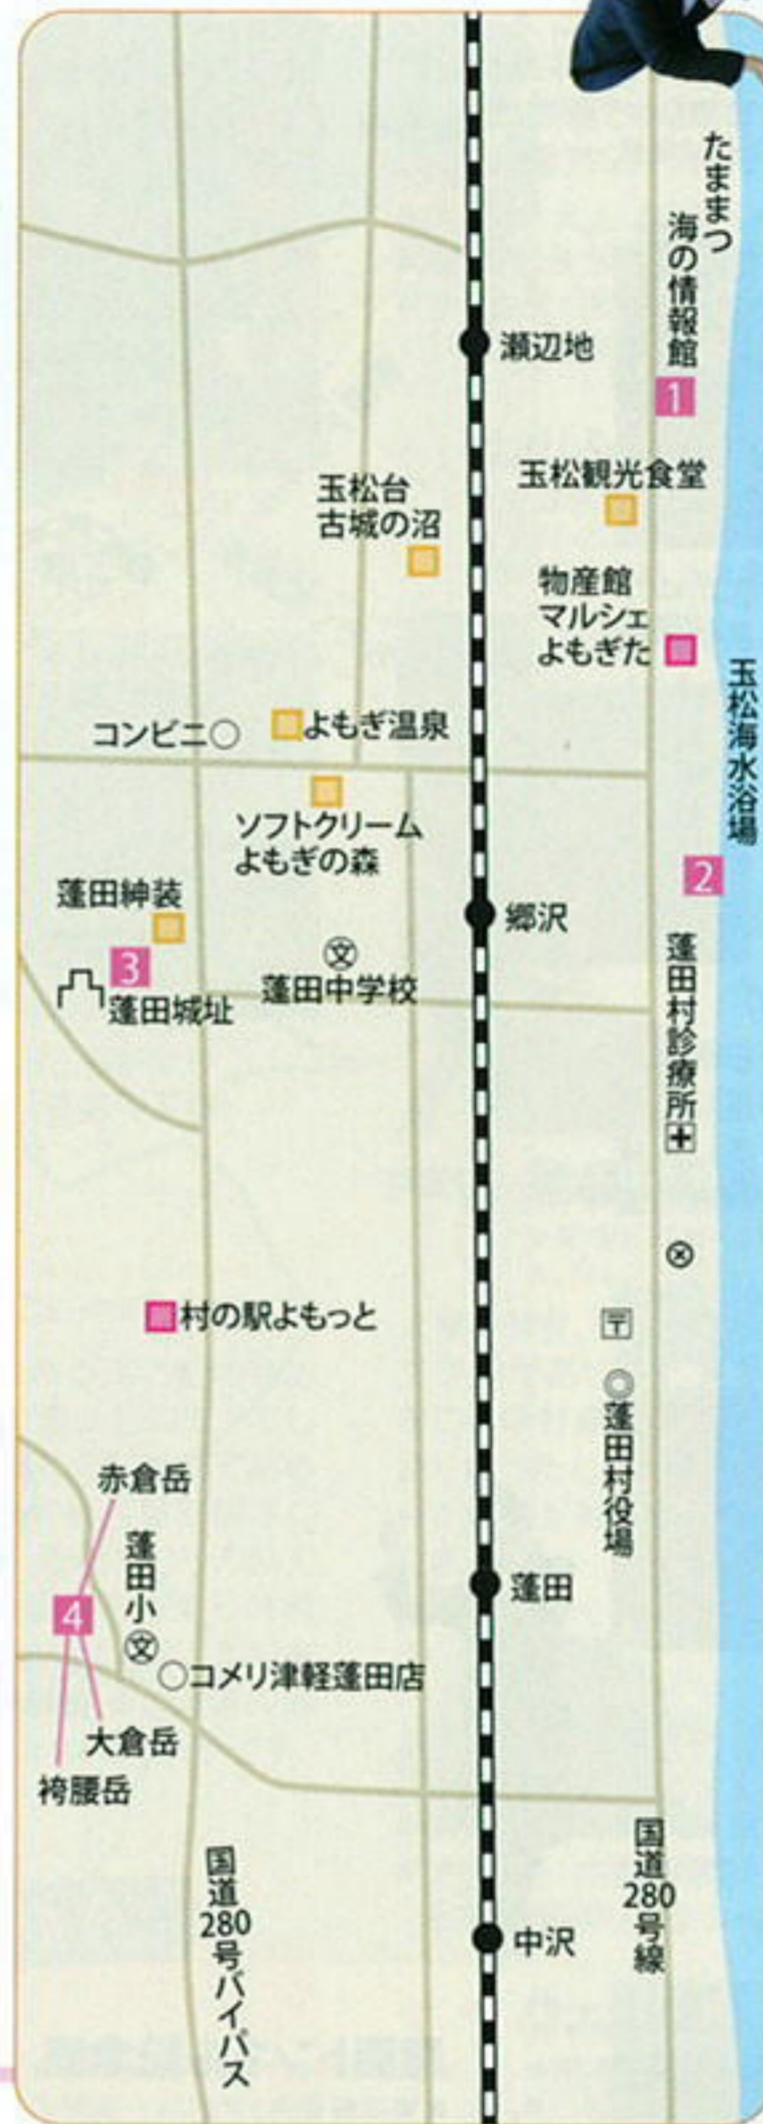 たままつ
海の情報館
1
瀬辺地
玉松観光食堂
玉松台
古城の沼
物産館
マルシェ
よもぎた
玉松海水浴場
コンビニ
よもぎ温泉
ソフトクリーム
よもぎの森
2
蓬田紳装
郷沢
3
蓬田城址
文
蓬田中学校
蓬田村診療所
村の駅よもっと
〒
蓬田村役場
赤倉岳
蓬田小
文
4
蓬田
コメリ津軽蓬田店
大倉岳
袴腰岳
国道280号バイパス
国道280号線
中沢